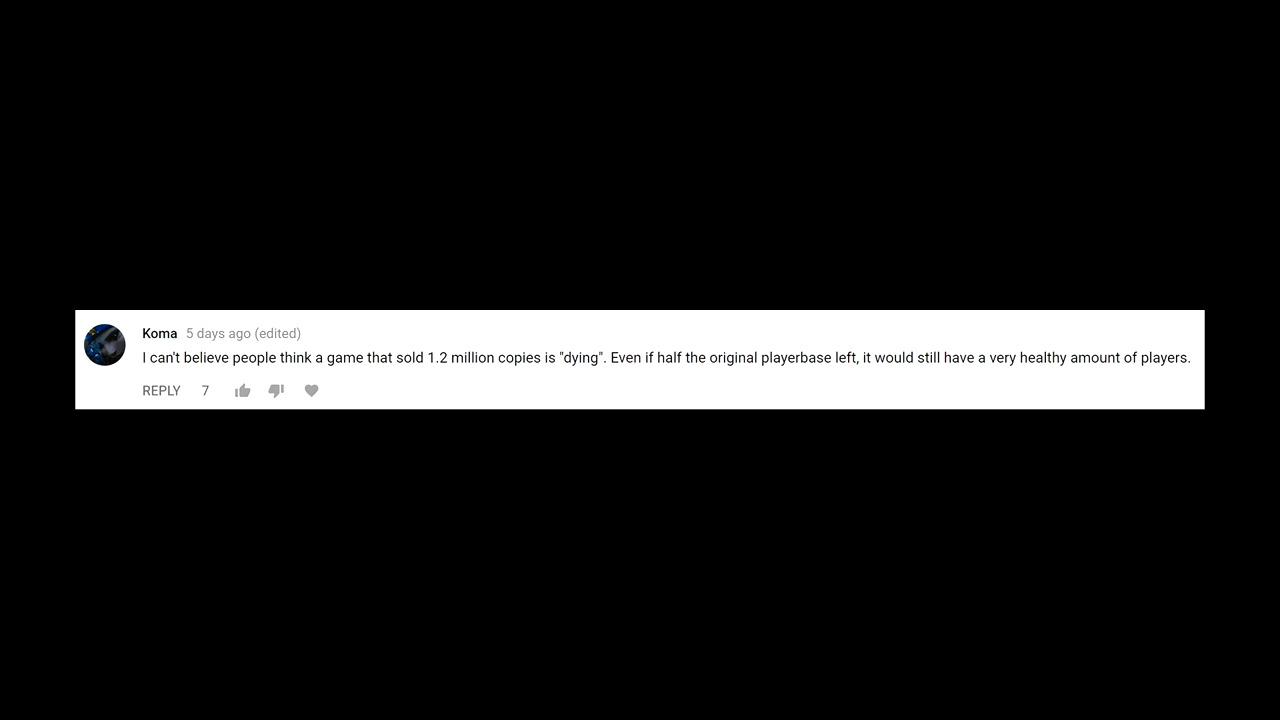 Koma 5 days ago (edited)
I can't believe people think a game that sold 1.2 million copies is "dying". Even if half the original playerbase left, it would still have a very healthy amount of players.
REPLY 7